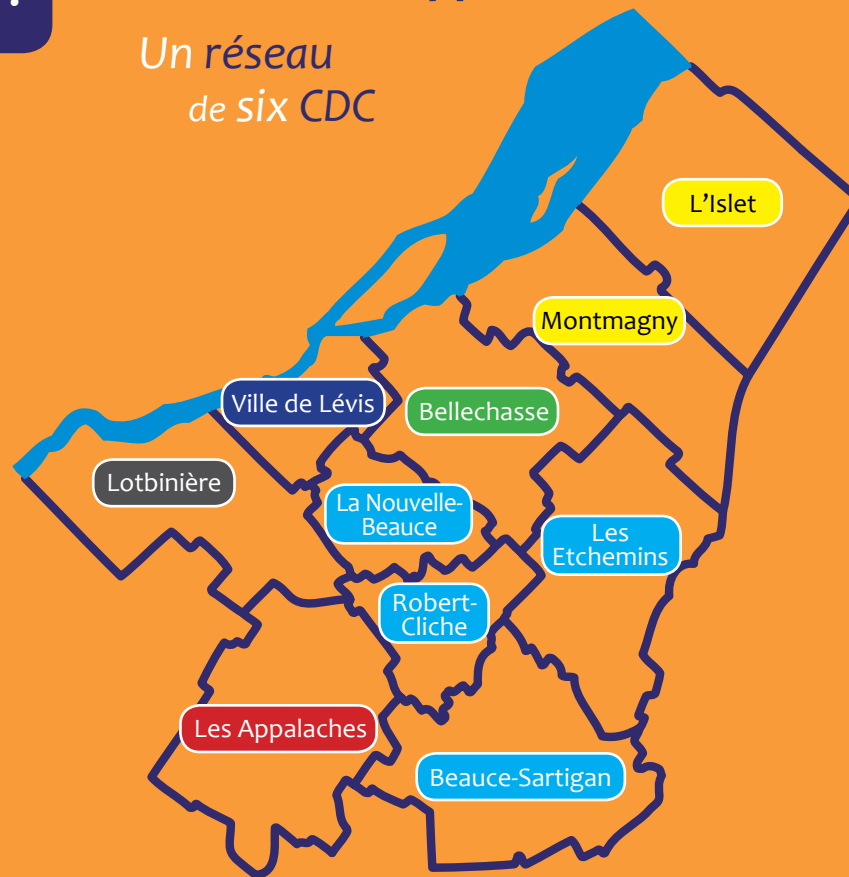 Un réseau
de six CDC
L'Islet
Montmagny
Ville de Lévis
Bellechasse
Lotbinière
La Nouvelle-
Beauce
Les
Etchemins
Robert-
Cliche
Les Appalaches
Beauce-Sartigan